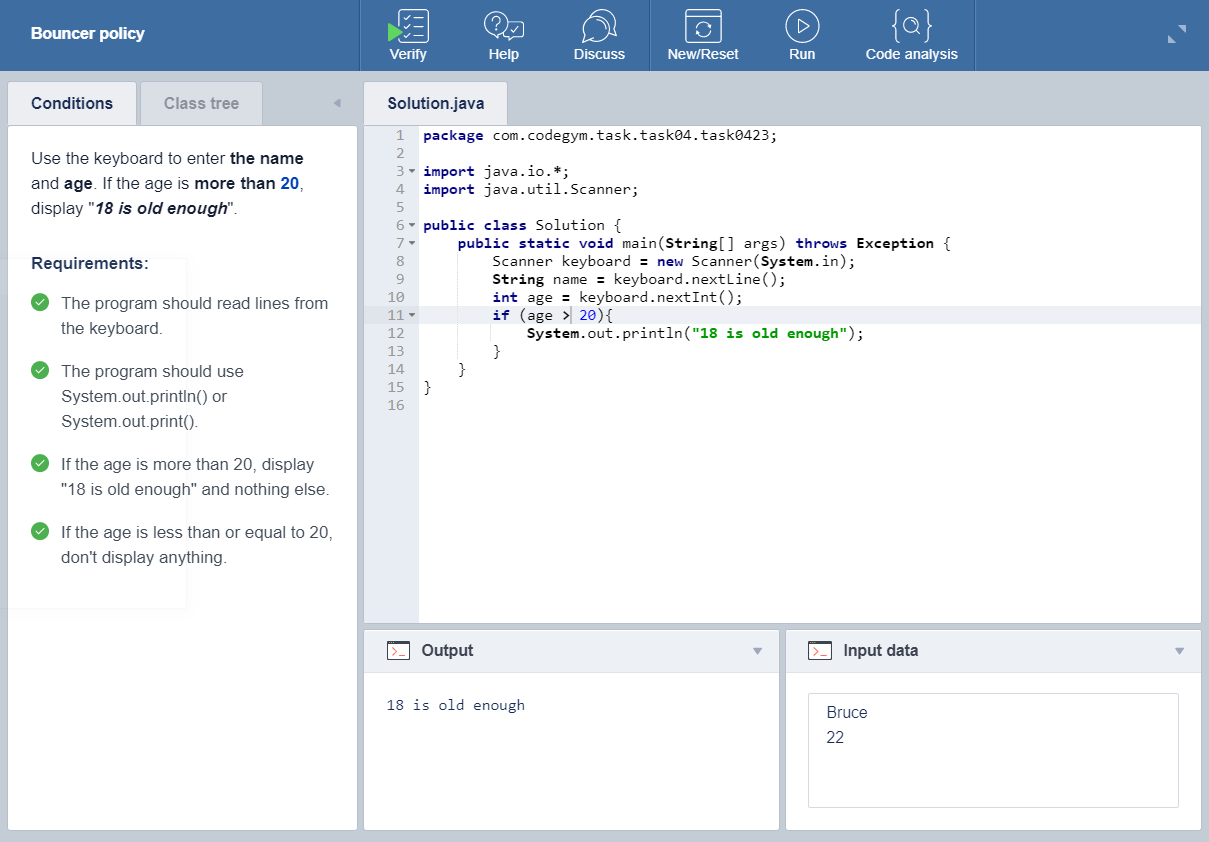 Bouncer policy
Verify
Help
Discuss
New/Reset
Run
Code analysis
Conditions
Class tree
Use the keyboard to enter the name
and age. If the age is more than 20,
display "18 is old enough".
Requirements:
The program should read lines from
the keyboard.
The program should use
System.out.println() or
System.out.print().
If the age is more than 20, display
"18 is old enough" and nothing else.
If the age is less than or equal to 20,
don't display anything.
Solution.java
1 package com.codegym.task.task04.task0423;
2
3 import java.io.*;
4 import java.util.Scanner;
5
6 public class Solution {
7     public static void main(String[] args) throws Exception {
8         Scanner keyboard = new Scanner(System.in);
9         String name = keyboard.nextLine();
10         int age = keyboard.nextInt();
11         if (age > 20){
12             System.out.println("18 is old enough");
13         }
14     }
15 }
16
Output
18 is old enough
Input data
Bruce
22